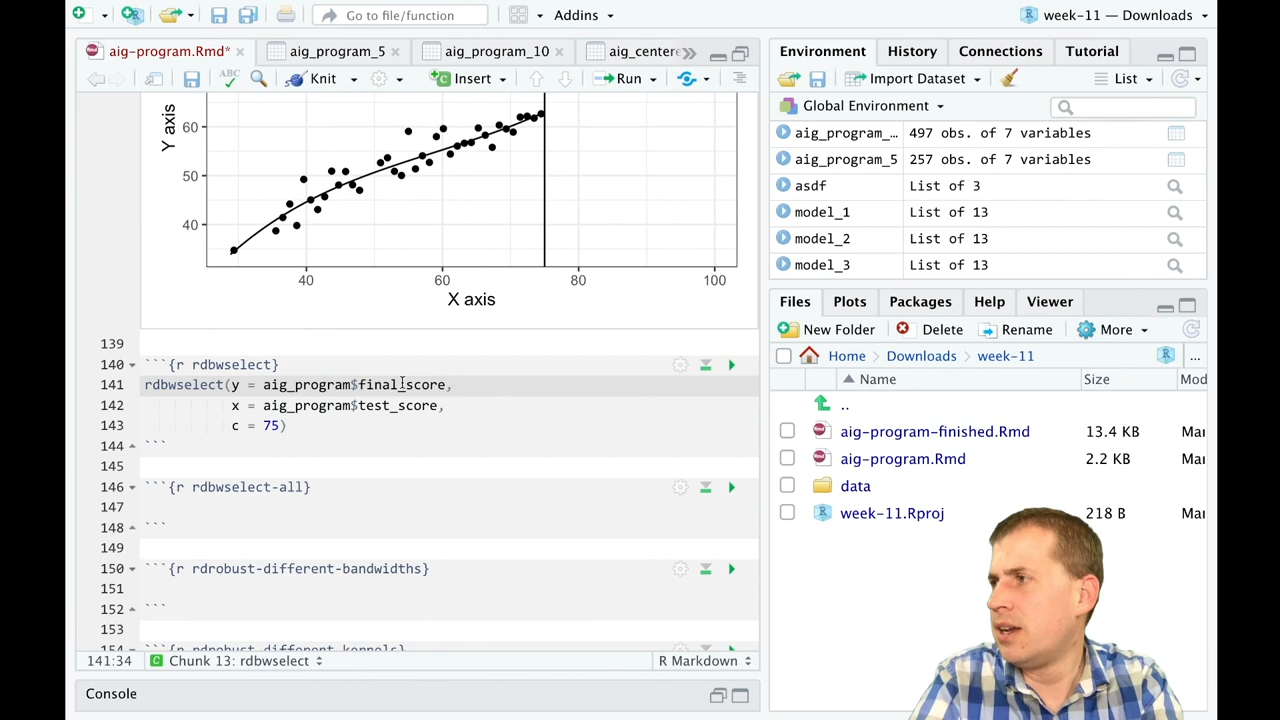 Go to file/function
Addins
week-11 — Downloads
aig-program.Rmd*
aig_program_5
aig_program_10
aig_center
Knit
Insert
Run
Y axis
60
50
40
40
60
80
100
X axis
139
140 ```{r rdbwselect}
141 rdbwselect(y = aig_program$final_score,
142 x = aig_program$test_score,
143 c = 75)
144 ```
145
146 ```{r rdbwselect-all}
147
148 ```
149
150 ```{r rdrobust-different-bandwidths}
151
152 ```
153
154 ```{r rdrobust-different-kernels}
141:34 Chunk 13: rdbwselect R Markdown
Console
Environment History Connections Tutorial
Import Dataset List
Global Environment
aig_program_… 497 obs. of 7 variables
aig_program_5 257 obs. of 7 variables
asdf List of 3
model_1 List of 13
model_2 List of 13
model_3 List of 13
Files Plots Packages Help Viewer
New Folder Delete Rename More
Home > Downloads > week-11 ...
Name Size Mod
..
aig-program-finished.Rmd 13.4 KB Mar
aig-program.Rmd 2.2 KB Mar
data
week-11.Rproj 218 B Mar